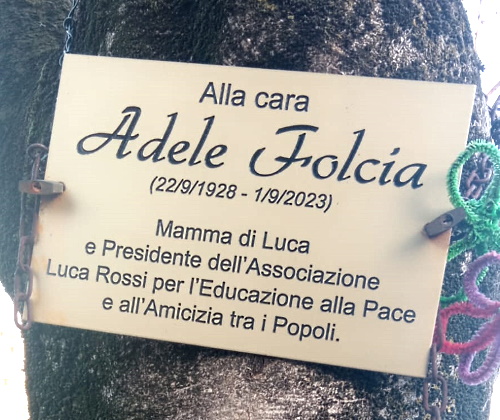 Alla cara
Adele Folcia
(22/9/1928 - 1/9/2023)
Mamma di Luca
e Presidente dell'Associazione
Luca Rossi per l'Educazione alla Pace
e all'Amicizia tra i Popoli.